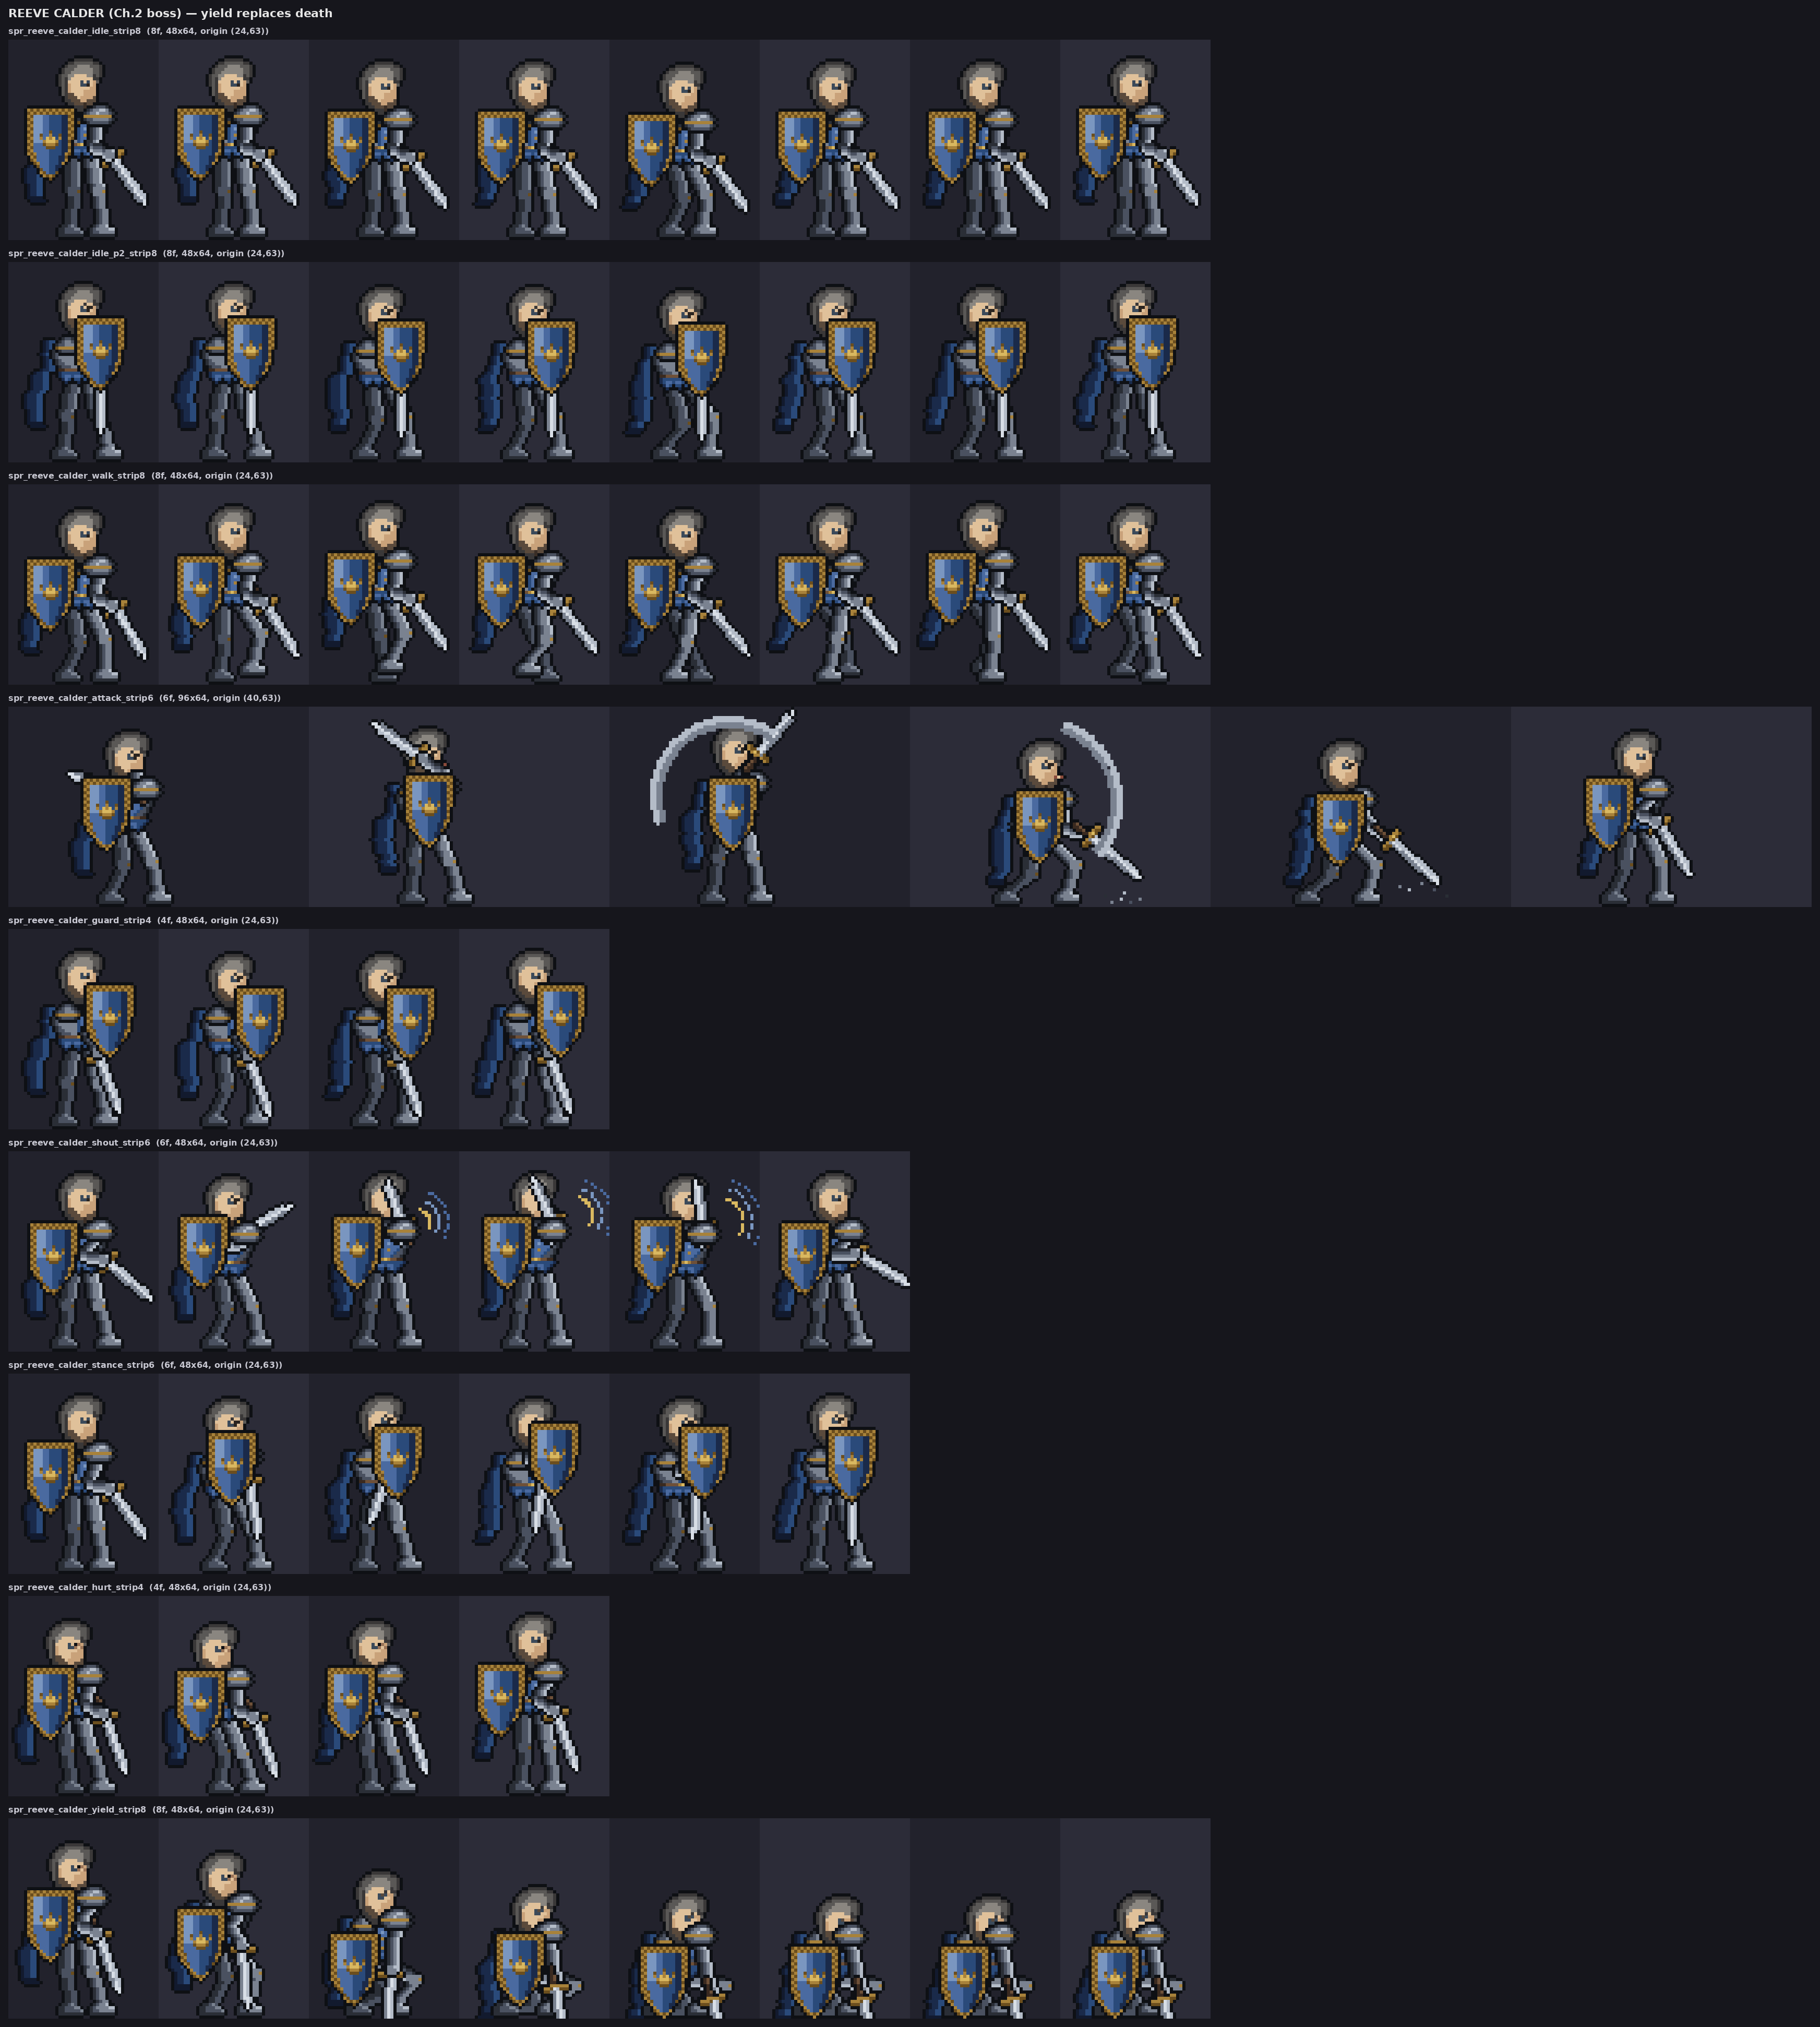 REEVE CALDER (Ch.2 boss) — yield replaces death
spr_reeve_calder_idle_strip8 (8f, 48x64, origin (24,63))
spr_reeve_calder_idle_p2_strip8 (8f, 48x64, origin (24,63))
spr_reeve_calder_walk_strip8 (8f, 48x64, origin (24,63))
spr_reeve_calder_attack_strip6 (6f, 96x64, origin (40,63))
spr_reeve_calder_guard_strip4 (4f, 48x64, origin (24,63))
spr_reeve_calder_shout_strip6 (6f, 48x64, origin (24,63))
spr_reeve_calder_stance_strip6 (6f, 48x64, origin (24,63))
spr_reeve_calder_hurt_strip4 (4f, 48x64, origin (24,63))
spr_reeve_calder_yield_strip8 (8f, 48x64, origin (24,63))